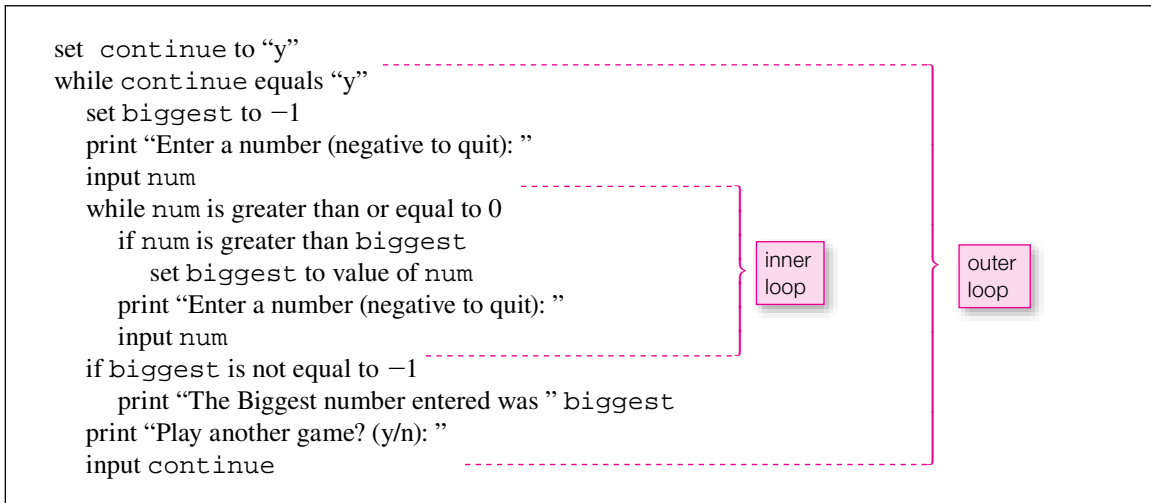 set continue to “y”
while continue equals “y”
set biggest to −1
print “Enter a number (negative to quit): ”
input num
while num is greater than or equal to 0
if num is greater than biggest
set biggest to value of num
print “Enter a number (negative to quit): ”
input num
if biggest is not equal to −1
print “The Biggest number entered was ” biggest
print “Play another game? (y/n): ”
input continue
inner
loop
outer
loop